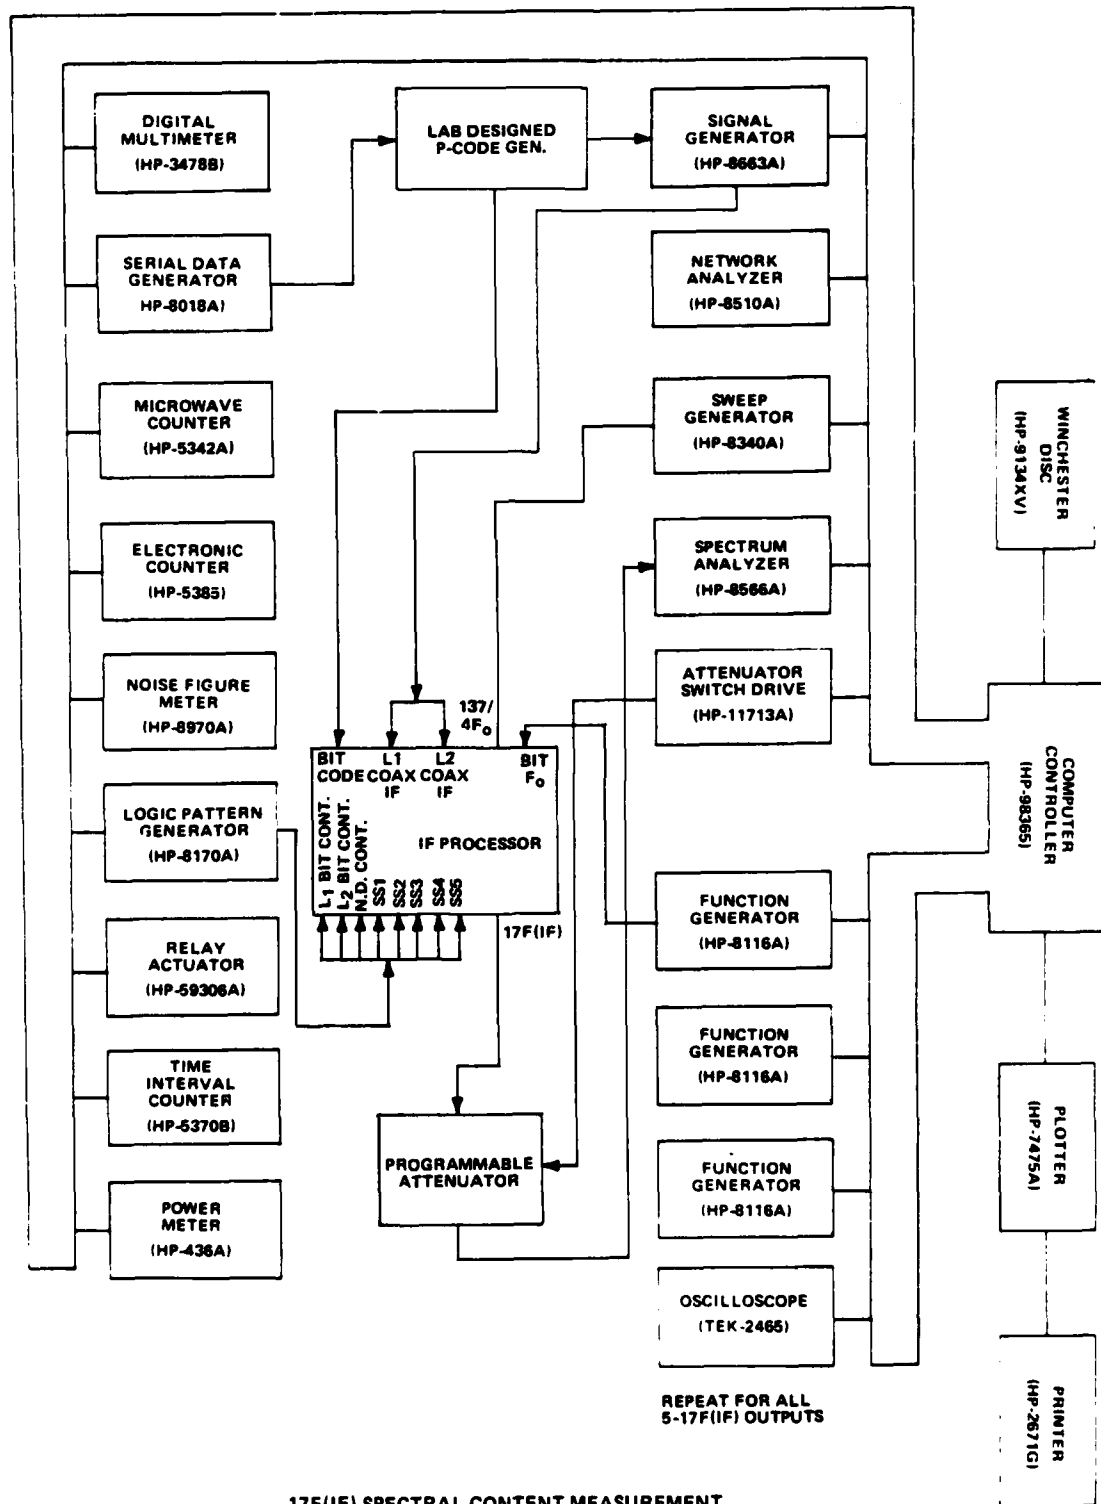 DIGITAL
MULTIMETER
(HP-3478B)
LAB DESIGNED
P-CODE GEN.
SIGNAL
GENERATOR
(HP-8663A)
SERIAL DATA
GENERATOR
HP-8018A)
NETWORK
ANALYZER
(HP-8510A)
MICROWAVE
COUNTER
(HP-5342A)
SWEEP
GENERATOR
(HP-8340A)
WINCHESTER
DISC
(HP-9134XV)
ELECTRONIC
COUNTER
(HP-5385)
SPECTRUM
ANALYZER
(HP-8566A)
NOISE FIGURE
METER
(HP-8970A)
ATTENUATOR
SWITCH DRIVE
(HP-11713A)
137/
4Fo
BIT
CODE
L1
COAX
IF
L2
COAX
IF
BIT
Fo
COMPUTER
CONTROLLER
(HP-98365)
LOGIC PATTERN
GENERATOR
(HP-8170A)
IF PROCESSOR
L1 BIT CONT.
L2 BIT CONT.
N.D. CONT.
SS1
SS2
SS3
SS4
SS5
17F(IF)
FUNCTION
GENERATOR
(HP-8116A)
RELAY
ACTUATOR
(HP-59306A)
FUNCTION
GENERATOR
(HP-8116A)
TIME
INTERVAL
COUNTER
(HP-5370B)
PLOTTER
(HP-7475A)
PROGRAMMABLE
ATTENUATOR
FUNCTION
GENERATOR
(HP-8116A)
POWER
METER
(HP-436A)
OSCILLOSCOPE
(TEK-2465)
PRINTER
(HP-2671G)
REPEAT FOR ALL
5-17F(IF) OUTPUTS
17F(IF) SPECTRAL CONTENT MEASUREMENT